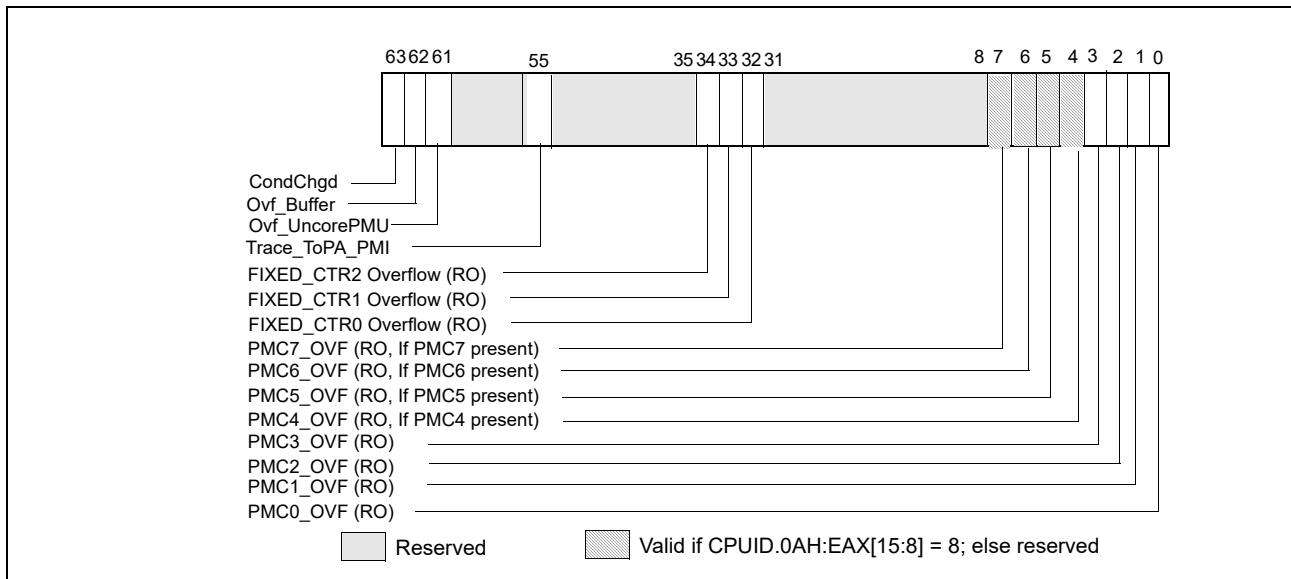 63 62 61 55 35 34 33 32 31 8 7 6 5 4 3 2 1 0
CondChgd
Ovf_Buffer
Ovf_UncorePMU
Trace_ToPA_PMI
FIXED_CTR2 Overflow (RO)
FIXED_CTR1 Overflow (RO)
FIXED_CTR0 Overflow (RO)
PMC7_OVF (RO, If PMC7 present)
PMC6_OVF (RO, If PMC6 present)
PMC5_OVF (RO, If PMC5 present)
PMC4_OVF (RO, If PMC4 present)
PMC3_OVF (RO)
PMC2_OVF (RO)
PMC1_OVF (RO)
PMC0_OVF (RO)
Reserved Valid if CPUID.0AH:EAX[15:8] = 8; else reserved